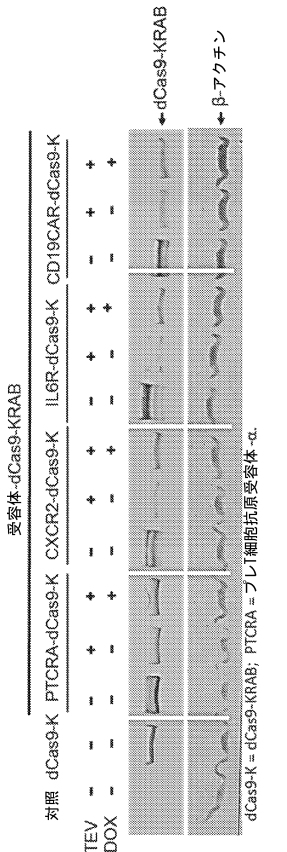 受容体-dCas9-KRAB
対照 dCas9-K PTCRA-dCas9-K CXCR2-dCas9-K IL6R-dCas9-K CD19CAR-dCas9-K
TEV - - - + + - + + - + + - + +
DOX - - - - + - - + - - + - - +
dCas9-KRAB
β-アクチン
dCas9-K = dCas9-KRAB; PTCRA = プレT細胞抗原受容体-α.